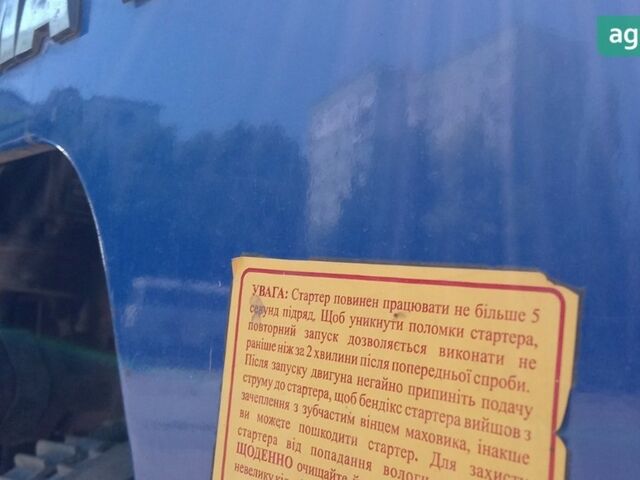 ag
УВАГА: Стартер повинен працювати не більше 5
секунд підряд. Щоб уникнути поломки стартера,
повторний запуск дозволяється виконати не
раніше ніж за 2 хвилини після попередньої спроби.
Після запуску двигуна негайно припиніть подачу
струму до стартера, щоб бендікс стартера вийшов з
зачеплення з зубчастим вінцем маховика, інакше
ви можете пошкодити стартер. Для захисту
стартера від попадання вологи
ЩОДЕННО очищайте й